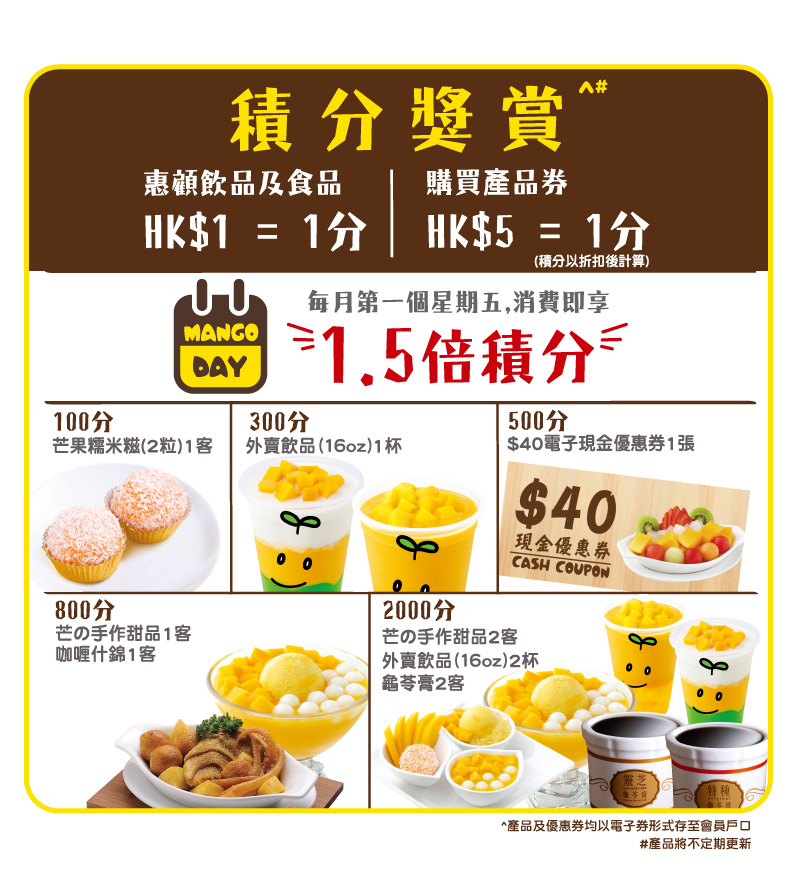 積分獎賞^#
惠顧飲品及食品
HK$1 = 1分
購買產品券
HK$5 = 1分
(積分以折扣後計算)
MANGO
DAY
每月第一個星期五,消費即享
1.5倍積分
100分
芒果糯米糍(2粒)1客
300分
外賣飲品(16oz)1杯
500分
$40電子現金優惠券1張
$40
現金優惠券
CASH COUPON
800分
芒の手作甜品1客
咖喱什錦1客
2000分
芒の手作甜品2客
外賣飲品(16oz)2杯
龜苓膏2客
靈芝
龜苓膏
特種
original
龜苓膏
^產品及優惠券均以電子券形式存至會員戶口
#產品將不定期更新